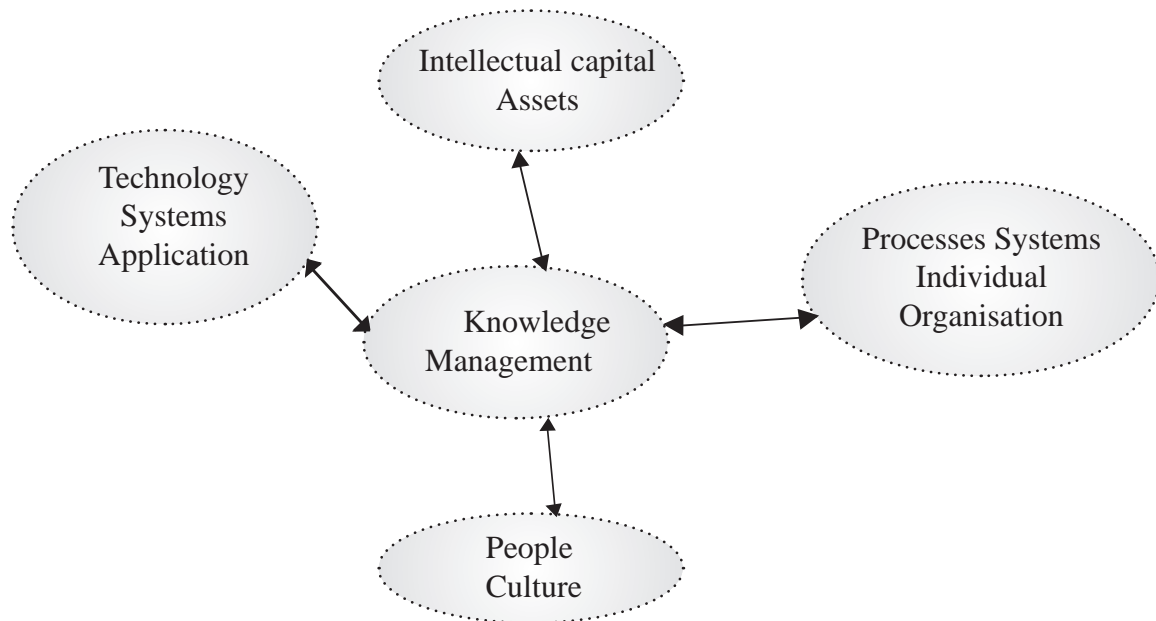 Intellectual capital
Assets
Technology
Systems
Application
Processes Systems
Individual
Organisation
Knowledge
Management
People
Culture